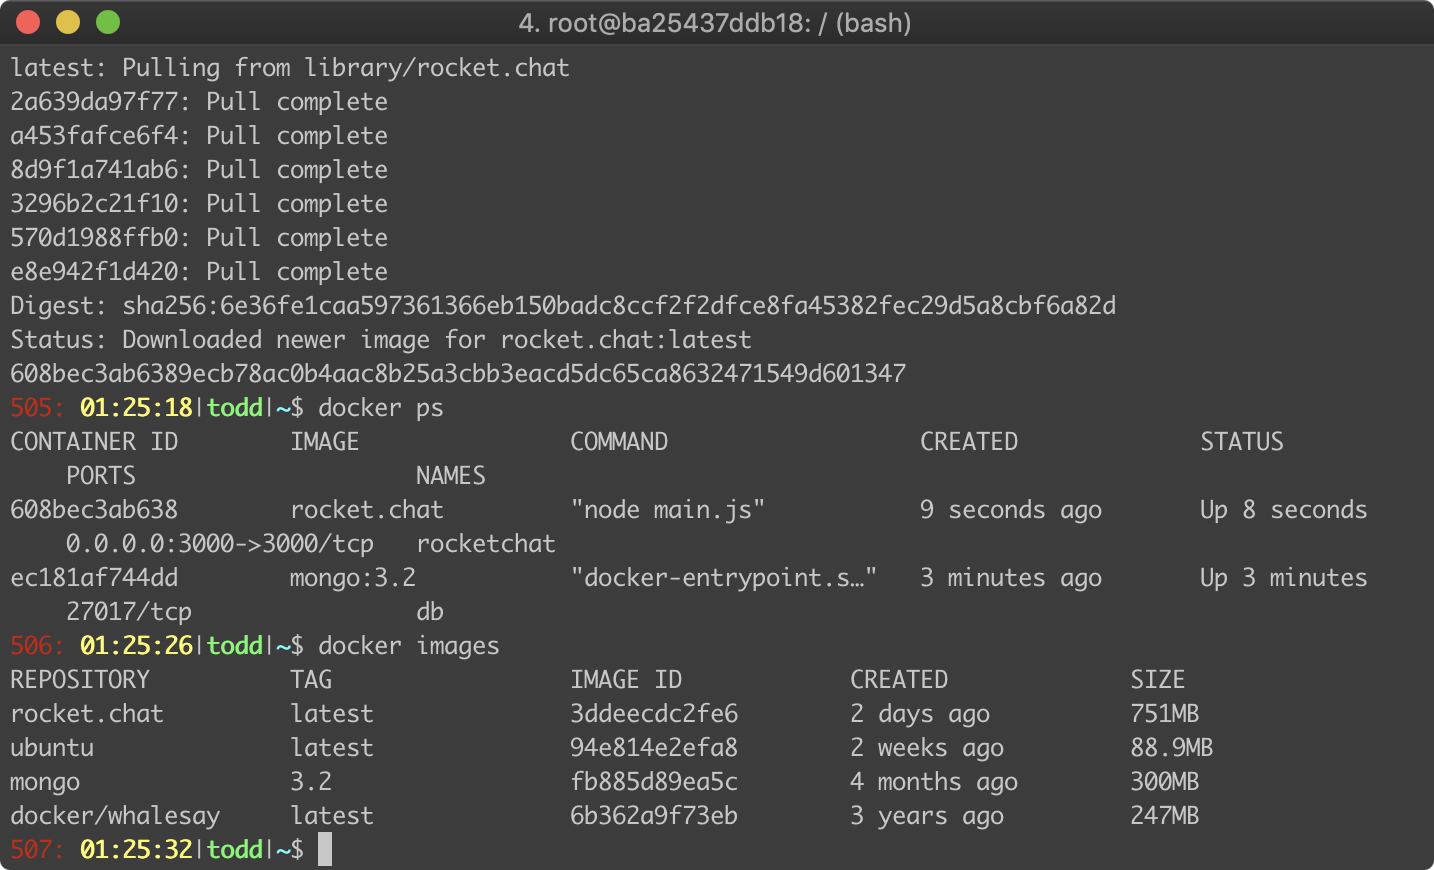 4. root@ba25437ddb18: / (bash)
latest: Pulling from library/rocket.chat
2a639da97f77: Pull complete
a453fafce6f4: Pull complete
8d9f1a741ab6: Pull complete
3296b2c21f10: Pull complete
570d1988ffb0: Pull complete
e8e942f1d420: Pull complete
Digest: sha256:6e36fe1caa597361366eb150badc8ccf2f2dfce8fa45382fec29d5a8cbf6a82d
Status: Downloaded newer image for rocket.chat:latest
608bec3ab6389ecb78ac0b4aac8b25a3cbb3eacd5dc65ca8632471549d601347
505: 01:25:18|todd|~$ docker ps
CONTAINER ID        IMAGE               COMMAND                  CREATED             STATUS
    PORTS                    NAMES
608bec3ab638        rocket.chat         "node main.js"           9 seconds ago       Up 8 seconds
    0.0.0.0:3000->3000/tcp   rocketchat
ec181af744dd        mongo:3.2           "docker-entrypoint.s…"   3 minutes ago       Up 3 minutes
    27017/tcp                db
506: 01:25:26|todd|~$ docker images
REPOSITORY          TAG                 IMAGE ID            CREATED             SIZE
rocket.chat         latest              3ddeecdc2fe6        2 days ago          751MB
ubuntu              latest              94e814e2efa8        2 weeks ago         88.9MB
mongo               3.2                 fb885d89ea5c        4 months ago        300MB
docker/whalesay     latest              6b362a9f73eb        3 years ago         247MB
507: 01:25:32|todd|~$